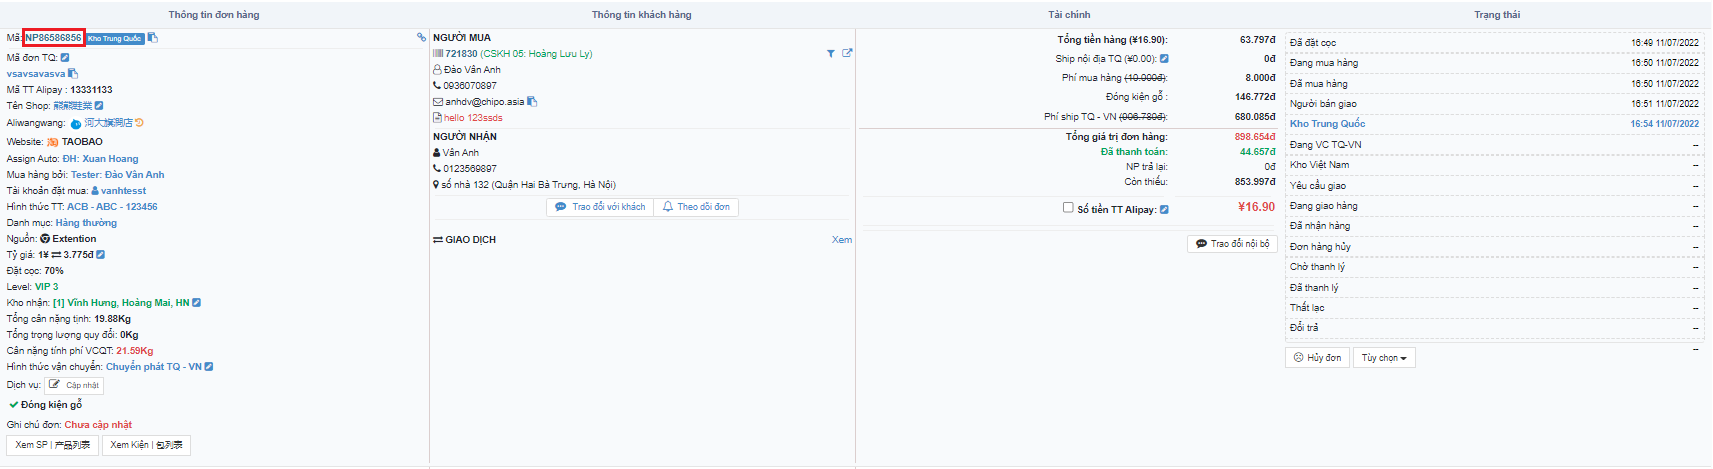 Thông tin đơn hàng
Mã: NP86586856 Kho Trung Quốc
Mã đơn TQ:
vsavsavasva
Mã TT Alipay : 13331133
Tên Shop: 熊熊哇業
Aliwangwang:
Website: TAOBAO
Assign Auto: ĐH: Xuan Hoang
Mua hàng bởi: Tester: Đào Vân Anh
Tài khoản đặt mua: vanhtesst
Hình thức TT: ACB - ABC - 123456
Danh mục: Hàng thường
Nguồn: Extention
Tỷ giá: 1¥ ⇄ 3.775đ
Đặt cọc: 70%
Level: VIP 3
Kho nhận: [1] Vĩnh Hưng, Hoàng Mai, HN
Tổng cân nặng tịnh: 19.88Kg
Tổng trọng lượng quy đổi: 0Kg
Cân nặng tính phí VCQT: 21.59Kg
Hình thức vận chuyển: Chuyển phát TQ - VN
Dịch vụ: Cập nhật
Đóng kiện gỗ
Ghi chú đơn: Chưa cập nhật
Xem SP | 产品列表 Xem Kiện | 包列表
Thông tin khách hàng
NGƯỜI MUA
721830 (CSKH 05: Hoàng Lưu Ly)
Đào Vân Anh
0936070897
anhdv@chipo.asia
hello 123ssds
NGƯỜI NHẬN
Vân Anh
0123569897
số nhà 132 (Quận Hai Bà Trưng, Hà Nội)
Trao đổi với khách Theo dõi đơn
GIAO DỊCH Xem
Tài chính
Tổng tiền hàng (¥16.90): 63.797đ
Ship nội địa TQ (¥0.00): 0đ
Phí mua hàng (10.000đ): 8.000đ
Đóng kiện gỗ : 146.772đ
Phí ship TQ - VN (906.780đ): 680.085đ
Tổng giá trị đơn hàng: 898.654đ
Đã thanh toán: 44.657đ
NP trả lại: 0đ
Còn thiếu: 853.997đ
Số tiền TT Alipay: ¥16.90
Trao đổi nội bộ
Trạng thái
Đã đặt cọc 16:49 11/07/2022
Đang mua hàng 16:50 11/07/2022
Đã mua hàng 16:50 11/07/2022
Người bán giao 16:51 11/07/2022
Kho Trung Quốc 16:54 11/07/2022
Đang VC TQ-VN --
Kho Việt Nam --
Yêu cầu giao --
Đang giao hàng --
Đã nhận hàng --
Đơn hàng hủy --
Chờ thanh lý --
Đã thanh lý --
Thất lạc --
Đổi trả --
--
Hủy đơn Tùy chọn